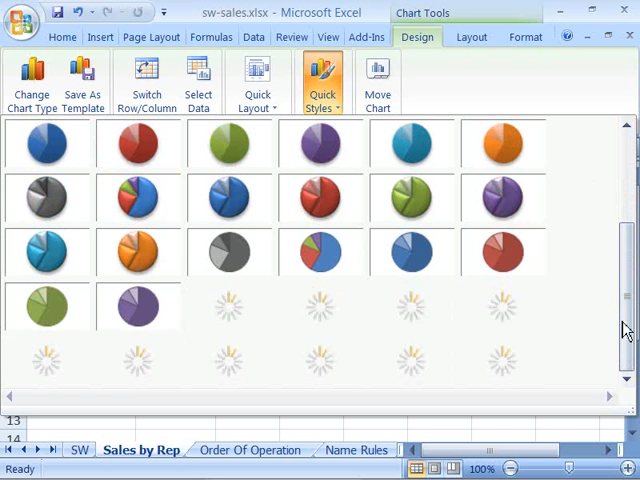 sw-sales.xlsx - Microsoft Excel
Chart Tools
Home Insert Page Layout Formulas Data Review View Add-Ins Design Layout Format
Change Chart Type
Save As Template
Switch Row/Column
Select Data
Quick Layout
Quick Styles
Move Chart
13
14
SW Sales by Rep Order Of Operation Name Rules
Ready 100%